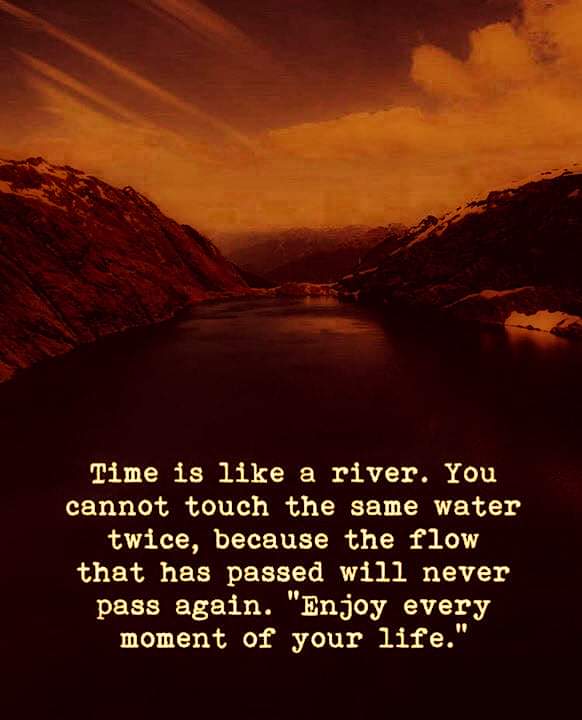 Time is like a river. You
cannot touch the same water
twice, because the flow
that has passed will never
pass again. "Enjoy every
moment of your life."